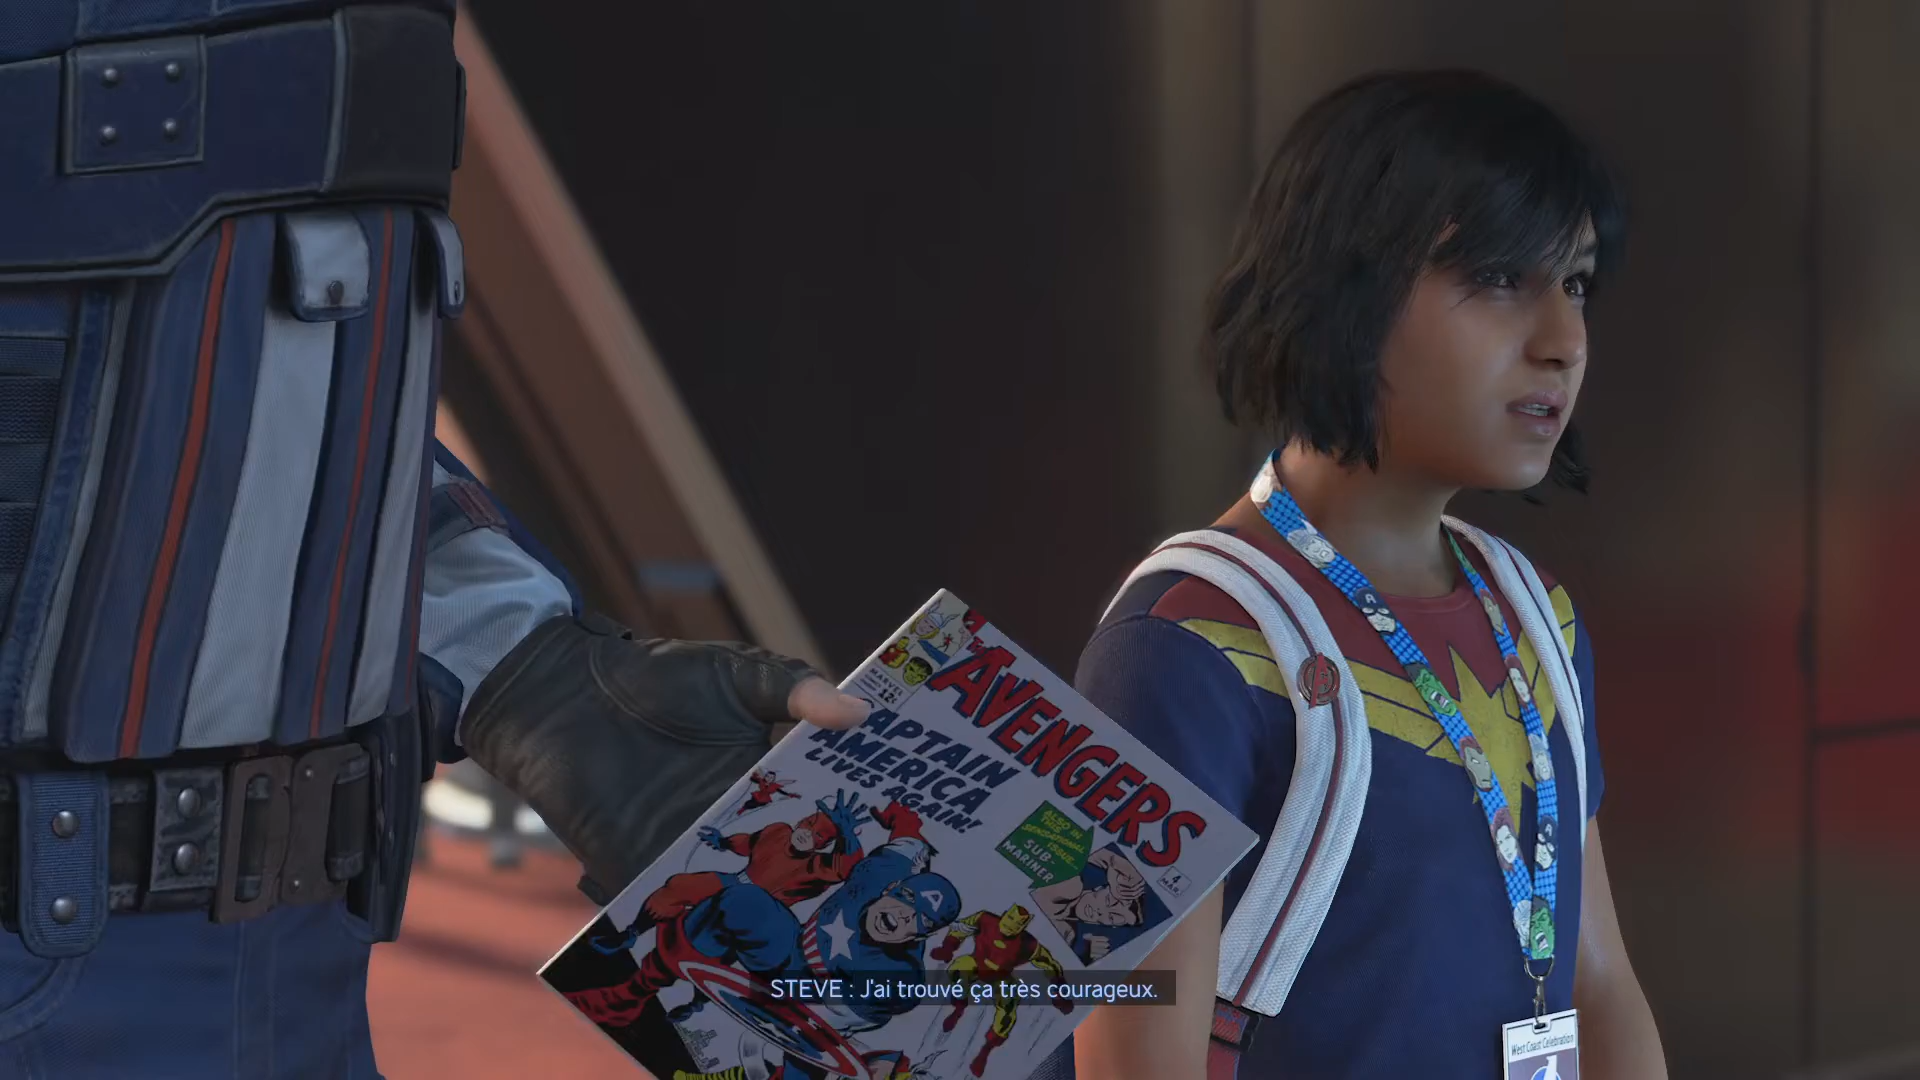 THE
AVENGERS
MARVEL
COMICS
12¢
CAPTAIN
AMERICA
LIVES AGAIN!
ALSO IN
THIS
SENSATIONAL
ISSUE...
SUB-
MARINER
4
MAR.
STEVE : J'ai trouvé ça très courageux.
West Coast Celebration